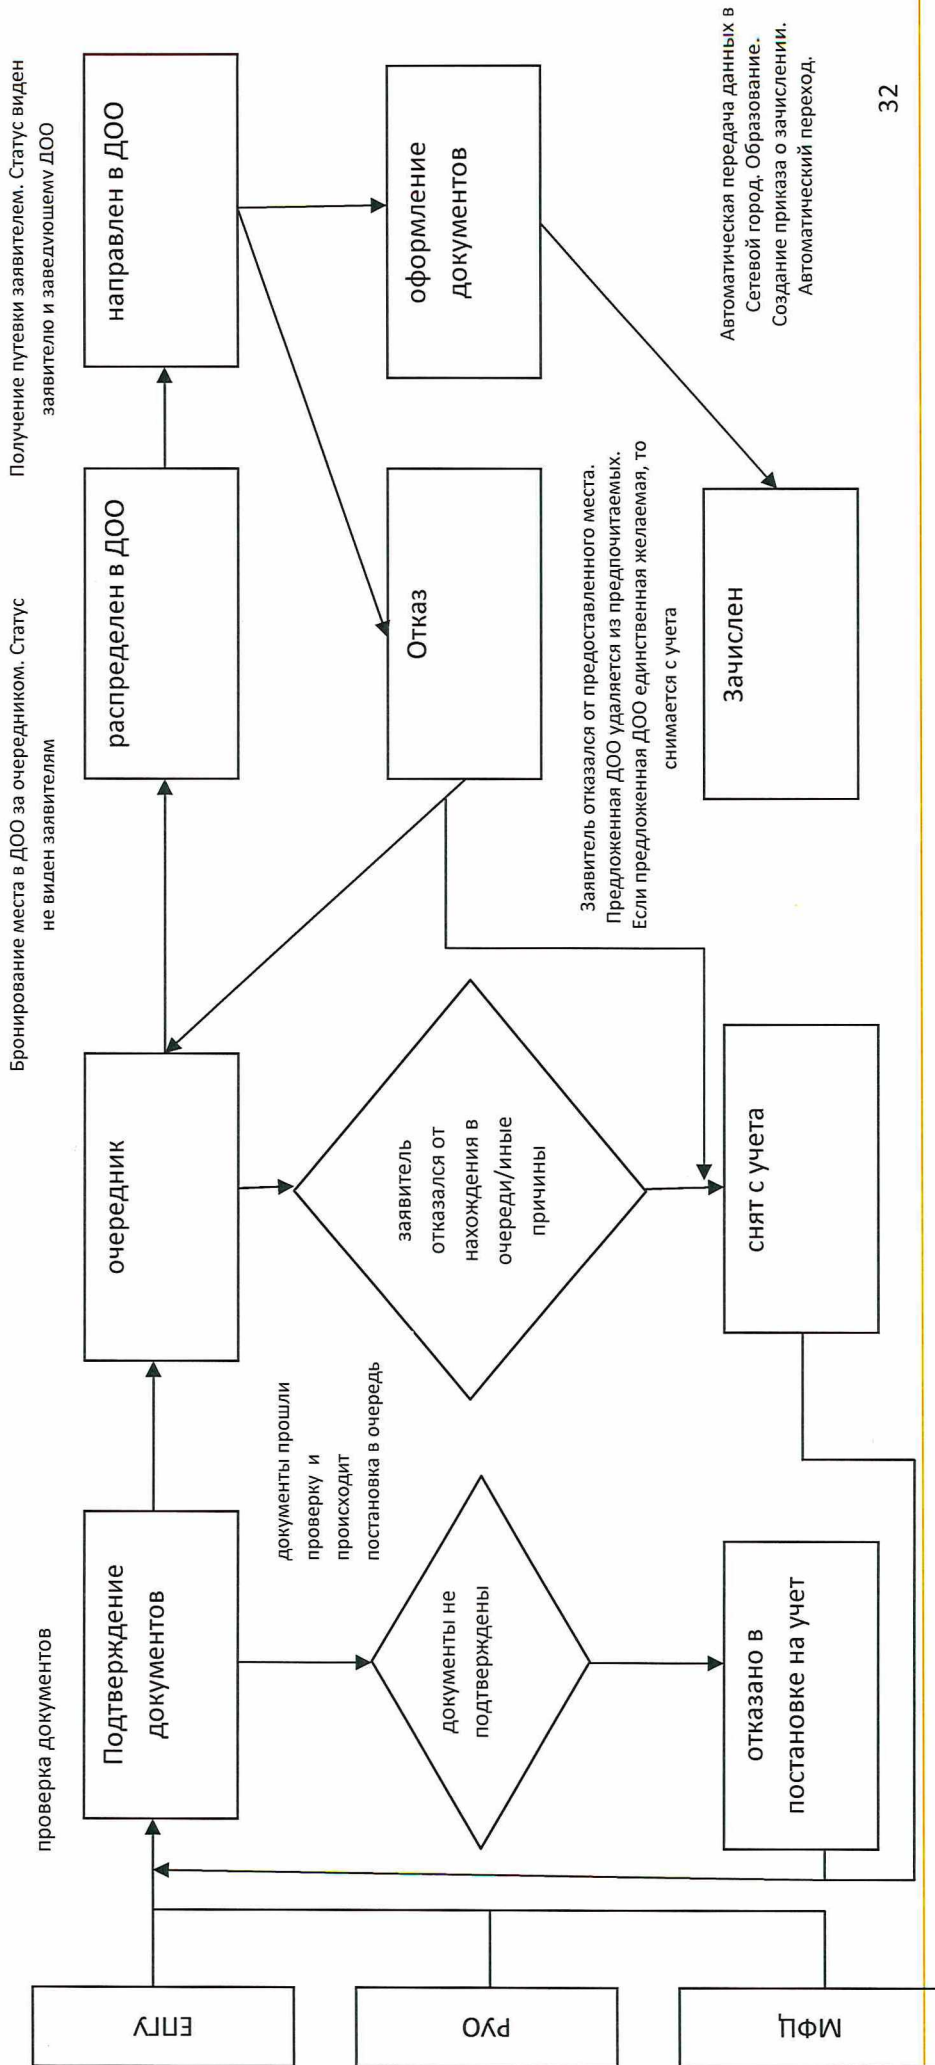 ЕПГУ
РУО
МФЦ
проверка документов
Подтверждение
документов
документы не
подтверждены
отказано в
постановке на учет
документы прошли
проверку и
происходит
постановка в очередь
очередник
заявитель
отказался от
нахождения в
очереди/иные
причины
снят с учета
Бронирование места в ДОО за очередником. Статус
не виден заявителям
распределен в ДОО
Отказ
Заявитель отказался от предоставленного места.
Предложенная ДОО удаляется из предпочитаемых.
Если предложенная ДОО единственная желаемая, то
снимается с учета
Получение путевки заявителем. Статус виден
заявителю и заведующему ДОО
направлен в ДОО
оформление
документов
Зачислен
Автоматическая передача данных в
Сетевой город. Образование.
Создание приказа о зачислении.
Автоматический переход.
32